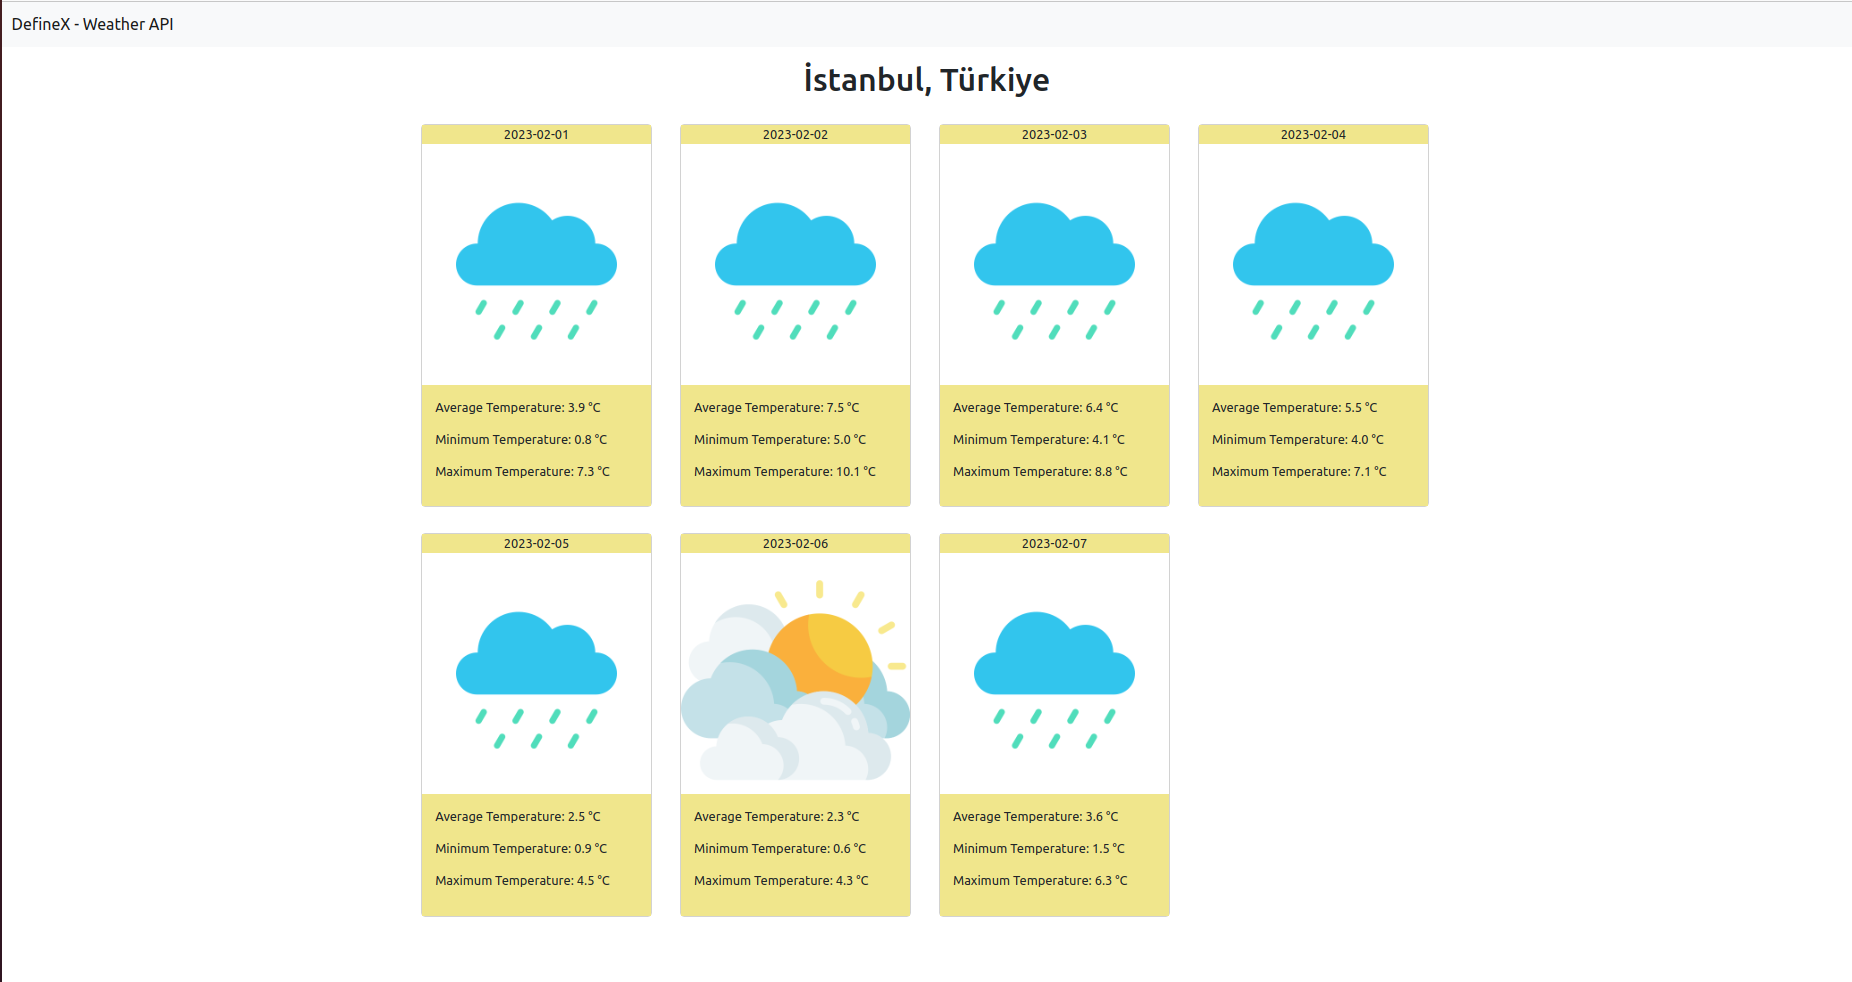 DefineX - Weather API
İstanbul, Türkiye
2023-02-01
Average Temperature: 3.9 °C
Minimum Temperature: 0.8 °C
Maximum Temperature: 7.3 °C
2023-02-02
Average Temperature: 7.5 °C
Minimum Temperature: 5.0 °C
Maximum Temperature: 10.1 °C
2023-02-03
Average Temperature: 6.4 °C
Minimum Temperature: 4.1 °C
Maximum Temperature: 8.8 °C
2023-02-04
Average Temperature: 5.5 °C
Minimum Temperature: 4.0 °C
Maximum Temperature: 7.1 °C
2023-02-05
Average Temperature: 2.5 °C
Minimum Temperature: 0.9 °C
Maximum Temperature: 4.5 °C
2023-02-06
Average Temperature: 2.3 °C
Minimum Temperature: 0.6 °C
Maximum Temperature: 4.3 °C
2023-02-07
Average Temperature: 3.6 °C
Minimum Temperature: 1.5 °C
Maximum Temperature: 6.3 °C